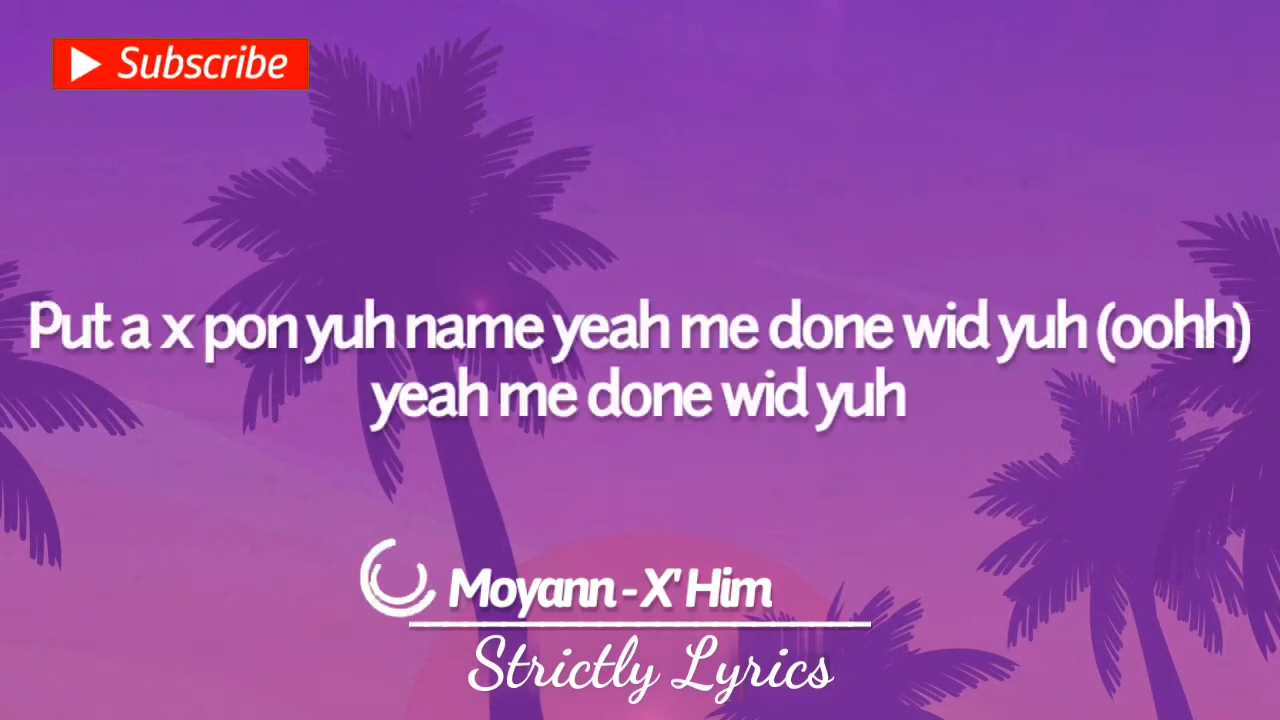 Subscribe
Put a x pon yuh name yeah me done wid yuh (oohh)
yeah me done wid yuh
Moyann - X' Him
Strictly Lyrics